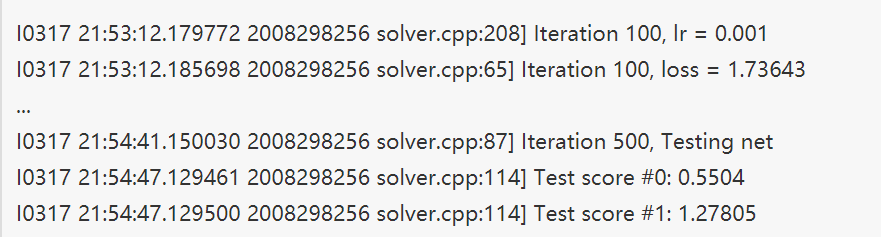 I0317 21:53:12.179772 2008298256 solver.cpp:208] Iteration 100, lr = 0.001
I0317 21:53:12.185698 2008298256 solver.cpp:65] Iteration 100, loss = 1.73643
...
I0317 21:54:41.150030 2008298256 solver.cpp:87] Iteration 500, Testing net
I0317 21:54:47.129461 2008298256 solver.cpp:114] Test score #0: 0.5504
I0317 21:54:47.129500 2008298256 solver.cpp:114] Test score #1: 1.27805